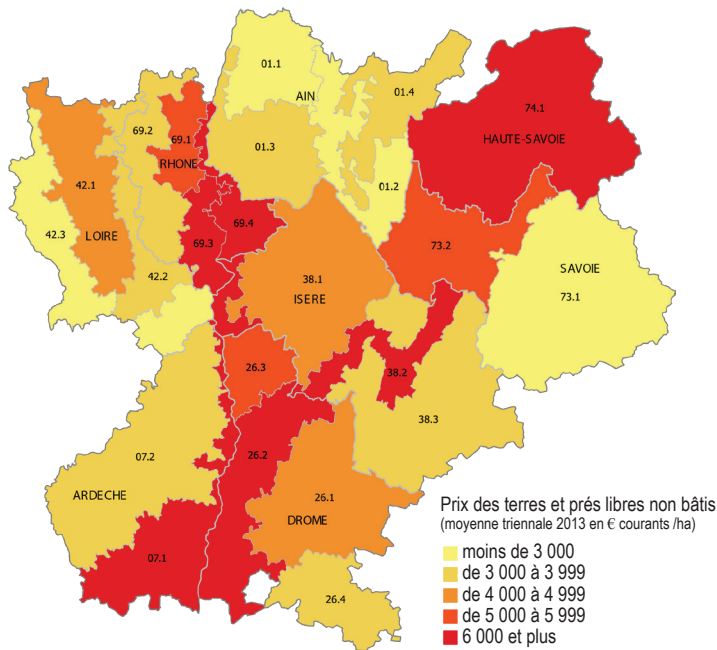 01.1
AIN
01.4
74.1
HAUTE-SAVOIE
69.2
69.1
RHONE
01.3
42.1
01.2
42.3
LOIRE
69.4
69.3
73.2
SAVOIE
73.1
42.2
38.1
ISERE
26.3
38.2
38.3
07.2
26.2
ARDECHE
26.1
DROME
07.1
26.4
Prix des terres et prés libres non bâtis
(moyenne triennale 2013 en € courants /ha)
moins de 3 000
de 3 000 à 3 999
de 4 000 à 4 999
de 5 000 à 5 999
6 000 et plus